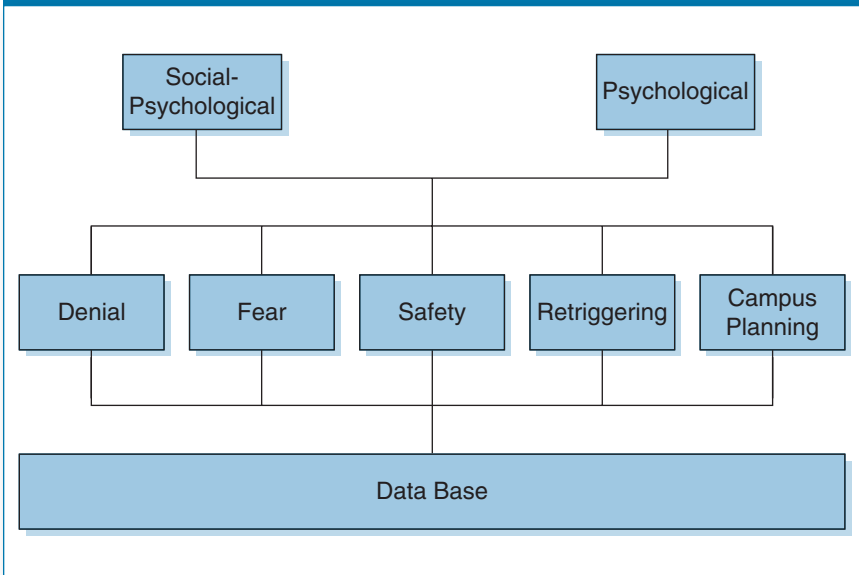 Social-
Psychological
Psychological
Denial
Fear
Safety
Retriggering
Campus
Planning
Data Base